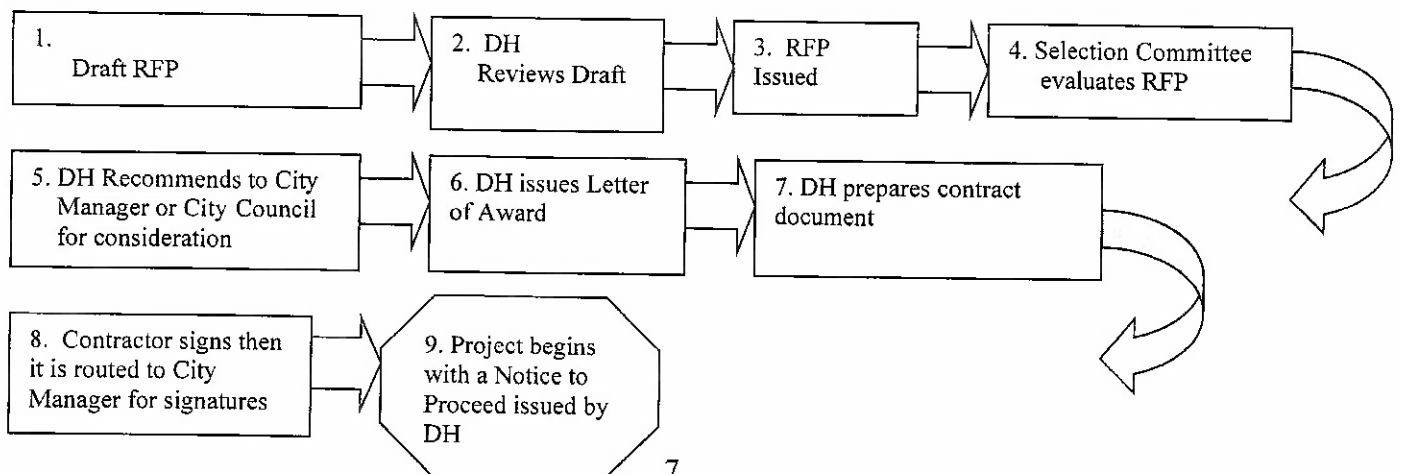 1.
Draft RFP
2. DH
Reviews Draft
3. RFP
Issued
4. Selection Committee
evaluates RFP
5. DH Recommends to City
Manager or City Council
for consideration
6. DH issues Letter
of Award
7. DH prepares contract
document
8. Contractor signs then
it is routed to City
Manager for signatures
9. Project begins
with a Notice to
Proceed issued by
DH
7